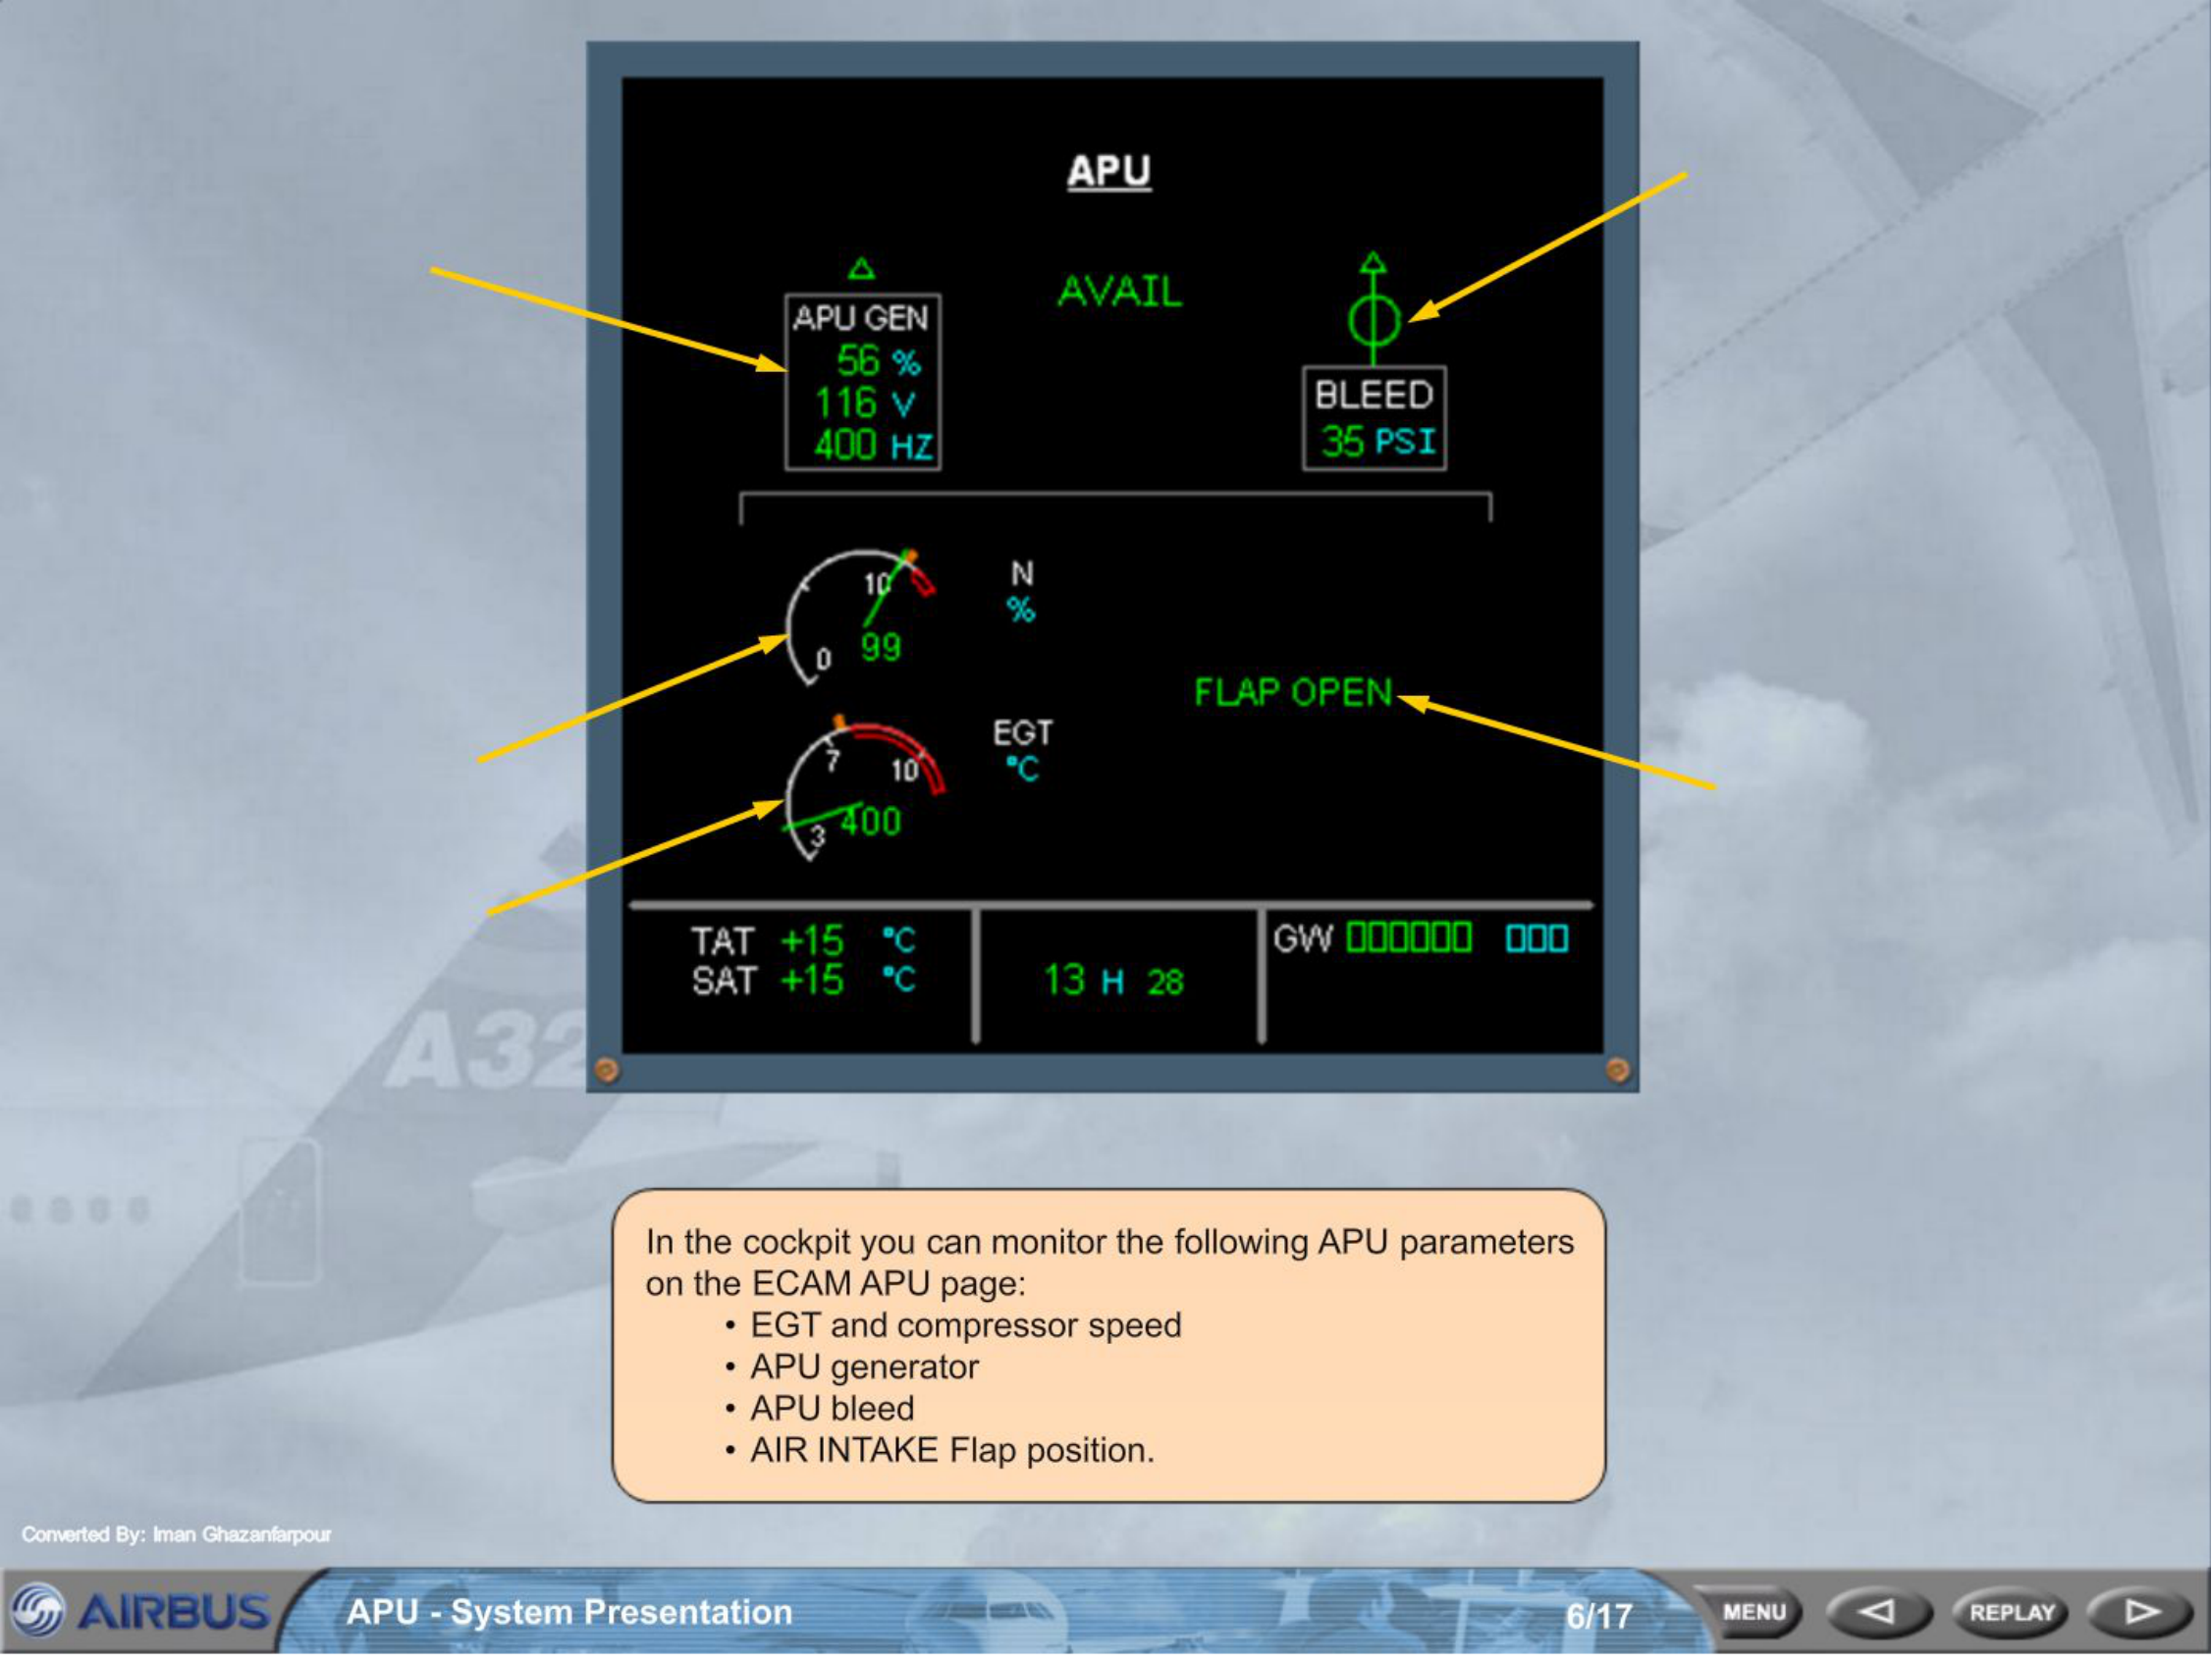 APU
AVAIL
APU GEN
56 %
116 V
400 HZ
BLEED
35 PSI
10
0
99
N
%
FLAP OPEN
7
10
3
400
EGT
°C
TAT +15 °C
SAT +15 °C
13 H 28
GW
A32
In the cockpit you can monitor the following APU parameters
on the ECAM APU page:
• EGT and compressor speed
• APU generator
• APU bleed
• AIR INTAKE Flap position.
Converted By: Iman Ghazanfarpour
AIRBUS
APU - System Presentation
6/17
MENU
REPLAY